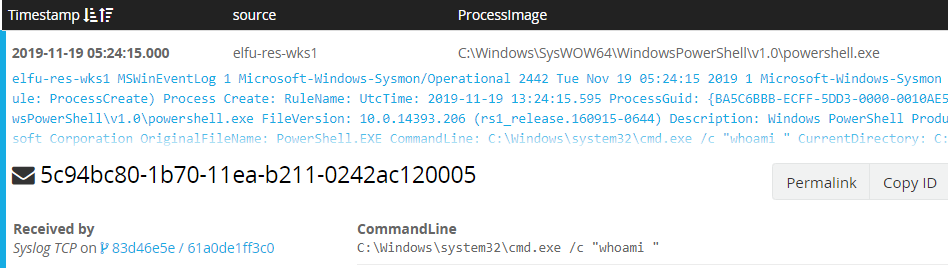 Timestamp source ProcessImage
2019-11-19 05:24:15.000 elfu-res-wks1 C:\Windows\SysWOW64\WindowsPowerShell\v1.0\powershell.exe
elfu-res-wks1 MSWinEventLog 1 Microsoft-Windows-Sysmon/Operational 2442 Tue Nov 19 05:24:15 2019 1 Microsoft-Windows-Sysmon
ule: ProcessCreate) Process Create: RuleName: UtcTime: 2019-11-19 13:24:15.595 ProcessGuid: {BA5C6BBB-ECFF-5DD3-0000-0010AE5
wsPowerShell\v1.0\powershell.exe FileVersion: 10.0.14393.206 (rs1_release.160915-0644) Description: Windows PowerShell Produ
soft Corporation OriginalFileName: PowerShell.EXE CommandLine: C:\Windows\system32\cmd.exe /c "whoami " CurrentDirectory: C:
5c94bc80-1b70-11ea-b211-0242ac120005
Permalink Copy ID
Received by CommandLine
Syslog TCP on 83d46e5e / 61a0de1ff3c0 C:\Windows\system32\cmd.exe /c "whoami "